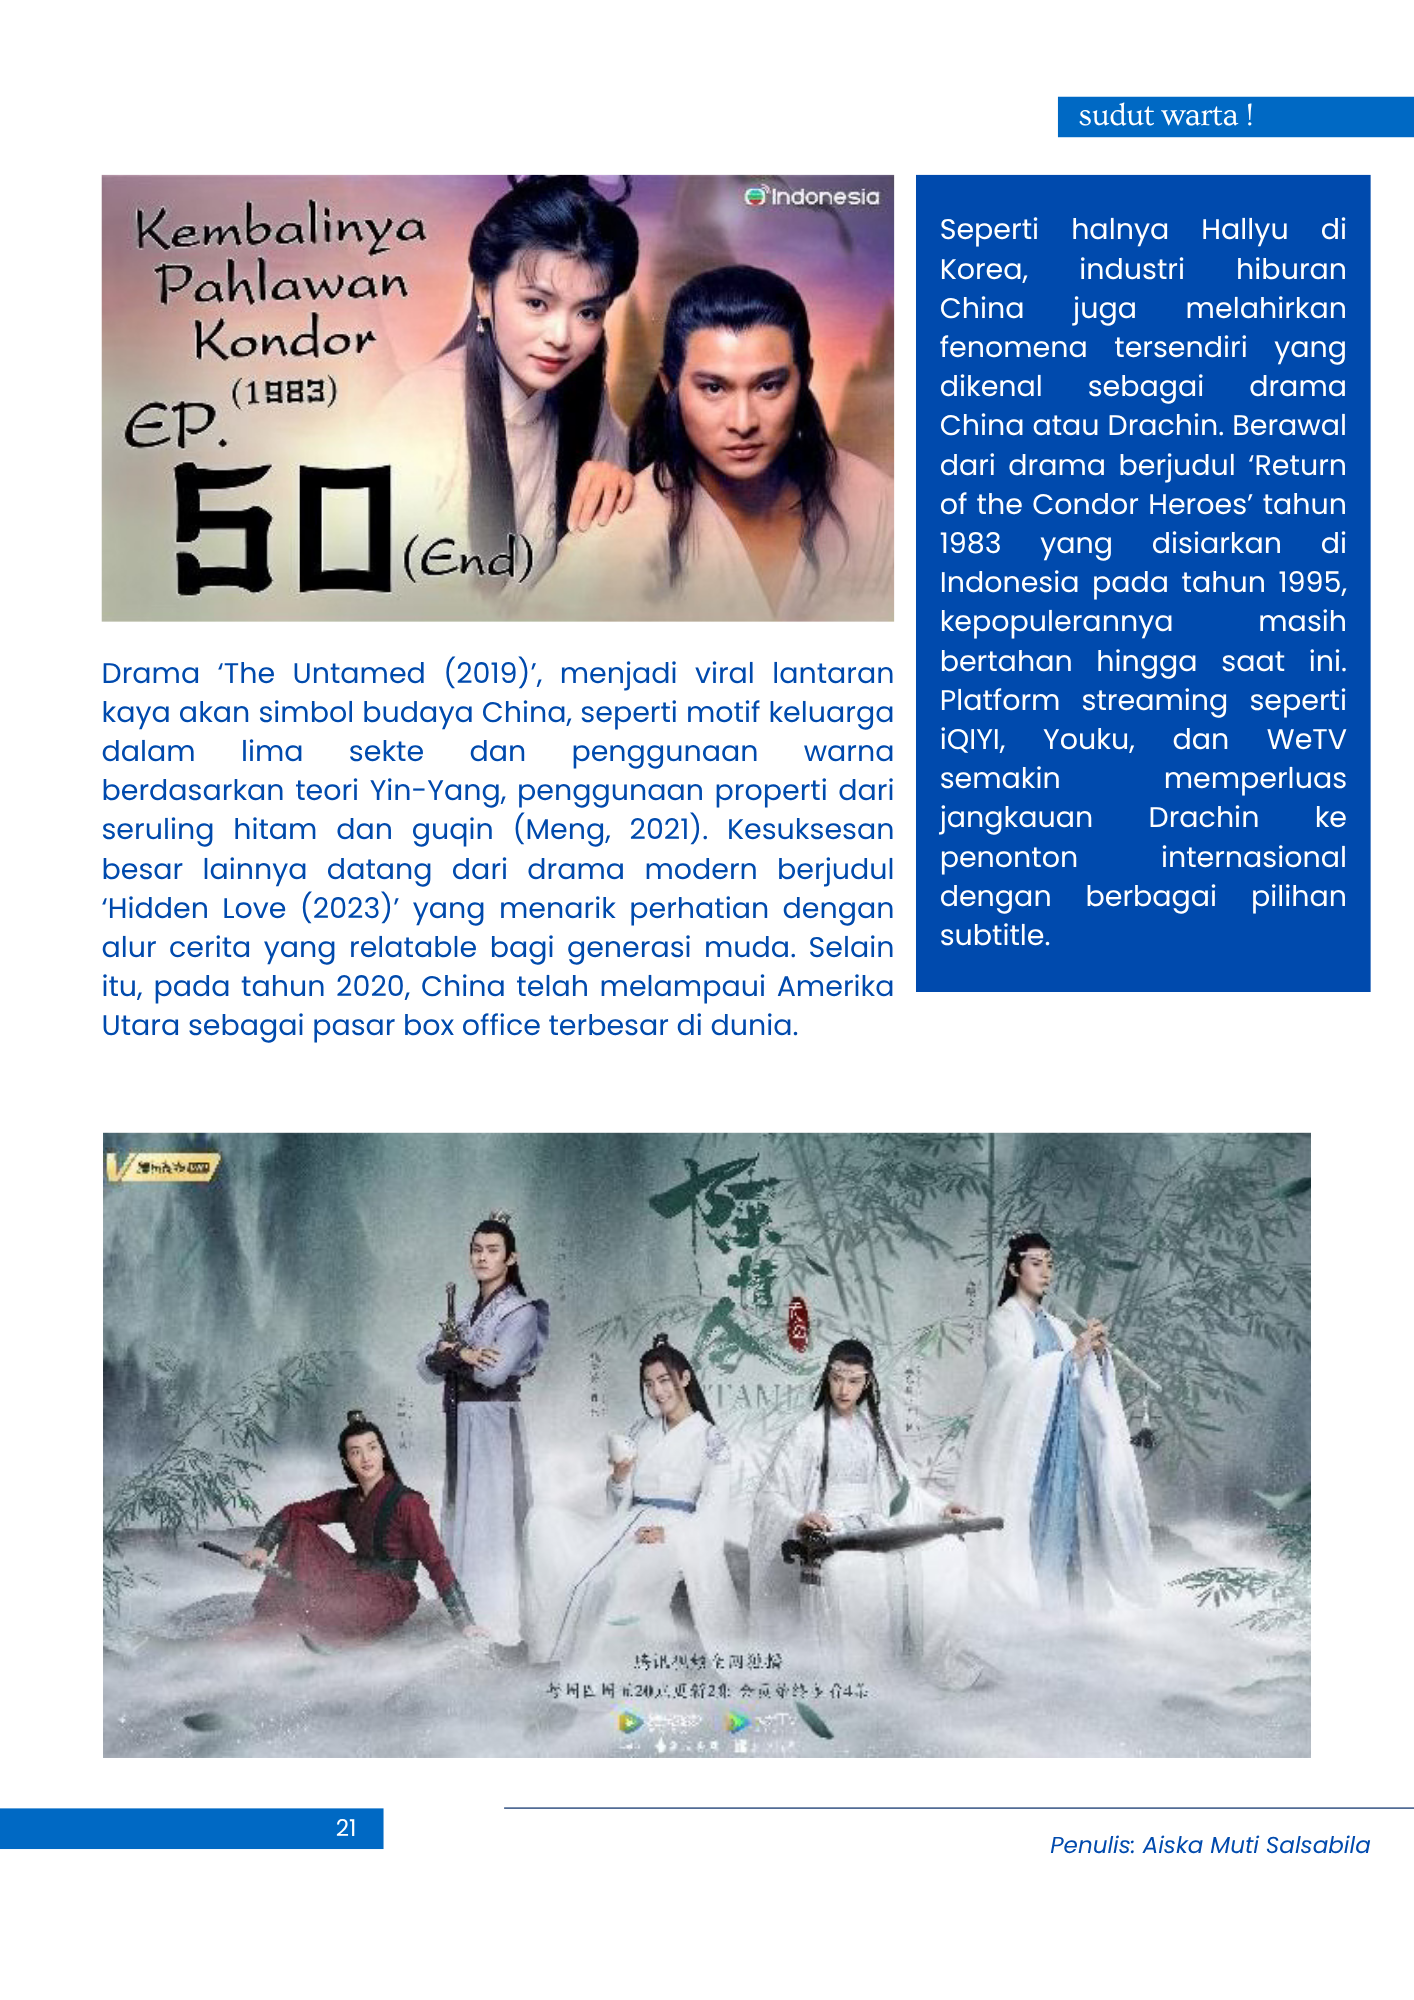 sudut warta !
Indonesia
Kembalinya
Pahlawan
Kondor
(1983)
EP.
50
(End)
Seperti halnya Hallyu di
Korea, industri hiburan
China juga melahirkan
fenomena tersendiri yang
dikenal sebagai drama
China atau Drachin. Berawal
dari drama berjudul ‘Return
of the Condor Heroes’ tahun
1983 yang disiarkan di
Indonesia pada tahun 1995,
kepopulerannya masih
bertahan hingga saat ini.
Platform streaming seperti
iQIYI, Youku, dan WeTV
semakin memperluas
jangkauan Drachin ke
penonton internasional
dengan berbagai pilihan
subtitle.
Drama ‘The Untamed (2019)’, menjadi viral lantaran
kaya akan simbol budaya China, seperti motif keluarga
dalam lima sekte dan penggunaan warna
berdasarkan teori Yin-Yang, penggunaan properti dari
seruling hitam dan guqin (Meng, 2021). Kesuksesan
besar lainnya datang dari drama modern berjudul
‘Hidden Love (2023)’ yang menarik perhatian dengan
alur cerita yang relatable bagi generasi muda. Selain
itu, pada tahun 2020, China telah melampaui Amerika
Utara sebagai pasar box office terbesar di dunia.
陈情令
21
Penulis: Aiska Muti Salsabila